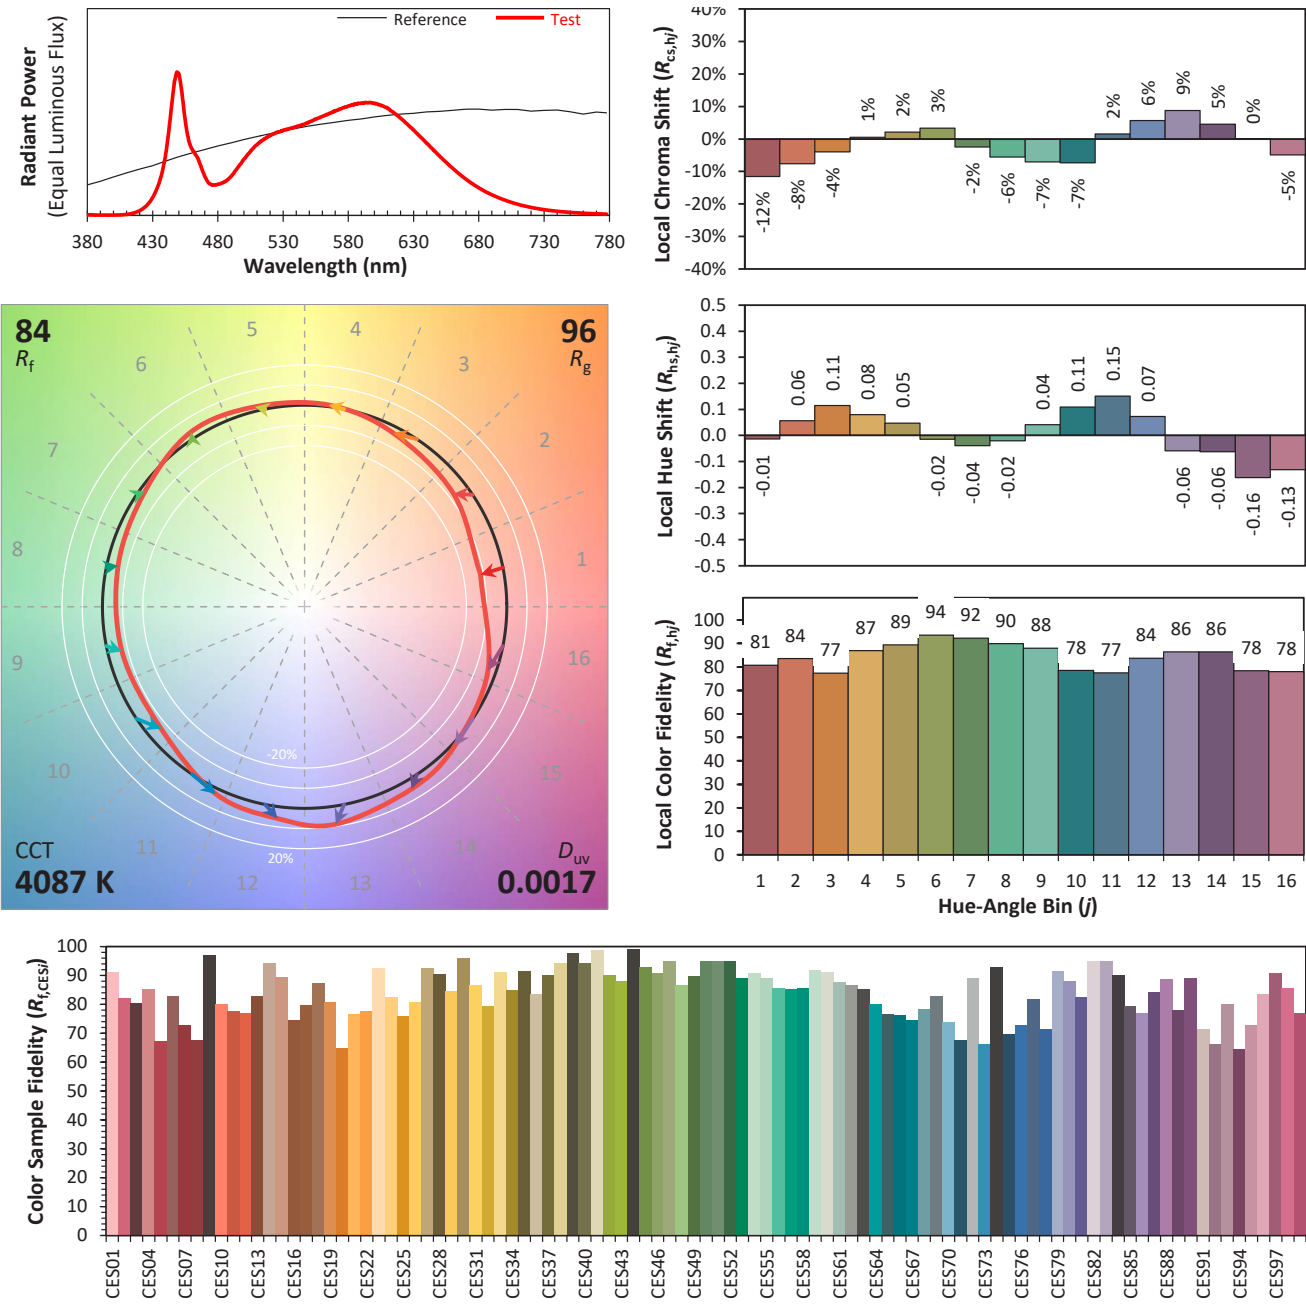 Radiant Power
(Equal Luminous Flux)
Reference
Test
380 430 480 530 580 630 680 730 780
Wavelength (nm)
Local Chroma Shift (Rcs,hj)
40%
30%
20%
10%
0%
-10%
-20%
-30%
-40%
-12% -8% -4% 1% 2% 3% -2% -6% -7% -7% 2% 6% 9% 5% 0% -5%
84
Rf
96
Rg
5 4
6 3
7 2
8 1
9 16
10 15
11 14
12 13
-20%
20%
CCT
4087 K
Duv
0.0017
Local Hue Shift (Rhs,hj)
0.5
0.4
0.3
0.2
0.1
0.0
-0.1
-0.2
-0.3
-0.4
-0.5
-0.01 0.06 0.11 0.08 0.05 -0.02 -0.04 -0.02 0.04 0.11 0.15 0.07 -0.06 -0.06 -0.16 -0.13
Local Color Fidelity (Rf,hj)
100
90
80
70
60
50
40
30
20
10
0
81 84 77 87 89 94 92 90 88 78 77 84 86 86 78 78
1 2 3 4 5 6 7 8 9 10 11 12 13 14 15 16
Hue-Angle Bin (j)
Color Sample Fidelity (Rf,CESi)
100
90
80
70
60
50
40
30
20
10
0
CES01 CES04 CES07 CES10 CES13 CES16 CES19 CES22 CES25 CES28 CES31 CES34 CES37 CES40 CES43 CES46 CES49 CES52 CES55 CES58 CES61 CES64 CES67 CES70 CES73 CES76 CES79 CES82 CES85 CES88 CES91 CES94 CES97